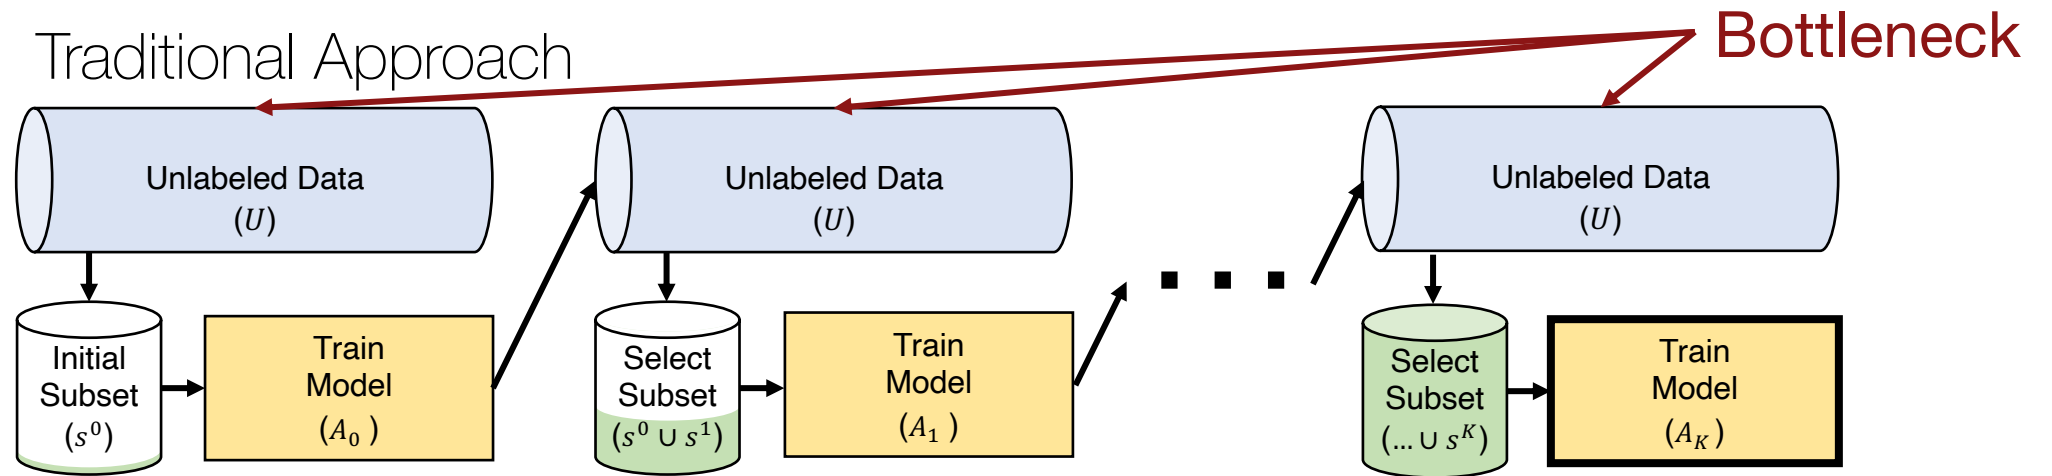 Traditional Approach
Bottleneck
Unlabeled Data
(U)
Unlabeled Data
(U)
Unlabeled Data
(U)
Initial
Subset
(s⁰)
Train
Model
(A₀ )
Select
Subset
(s⁰ ∪ s¹)
Train
Model
(A₁ )
Select
Subset
(... ∪ sᴷ)
Train
Model
(A_K )